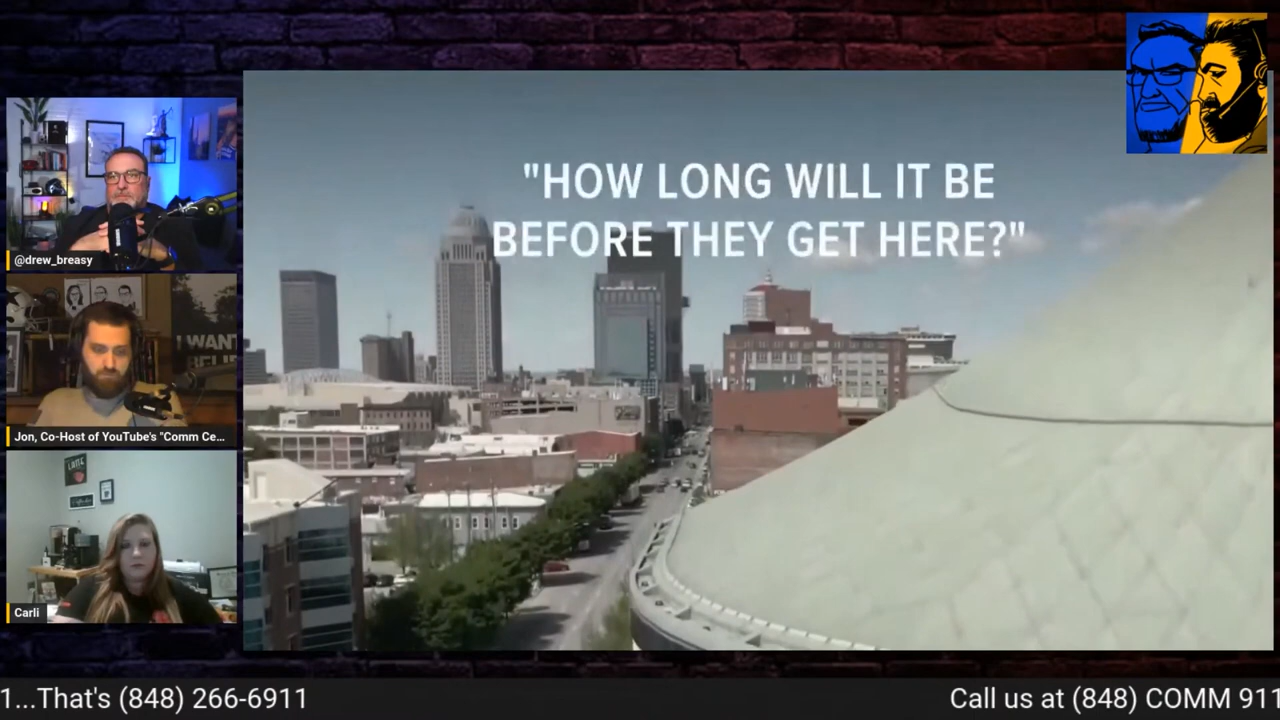 "HOW LONG WILL IT BE
BEFORE THEY GET HERE?"
@drew_breasy
I WANT
Jon, Co-Host of YouTube's "Comm Ce...
Carli
1...That's (848) 266-6911
Call us at (848) COMM 911